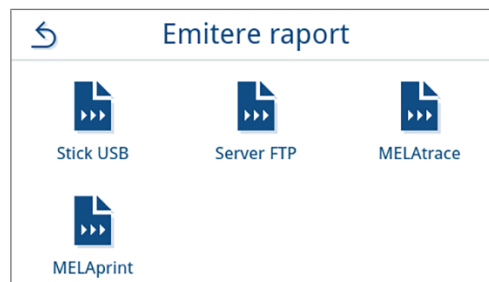 Emitere raport
Stick USB
Server FTP
MELAtrace
MELAprint